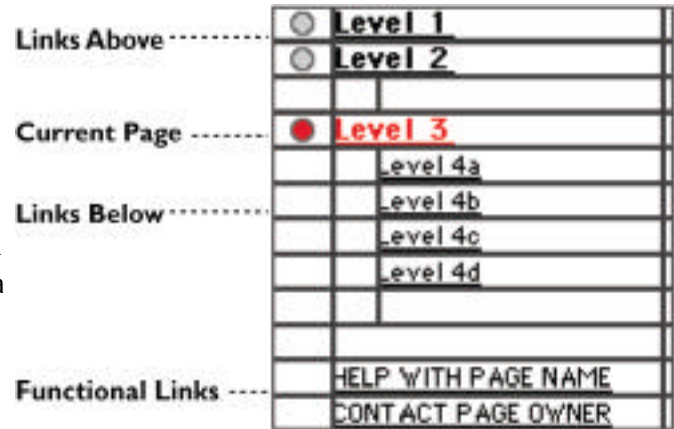 Links Above
Level 1
Level 2
Current Page
Level 3
Level 4a
Links Below
Level 4b
Level 4c
Level 4d
a
Functional Links
HELP WITH PAGE NAME
CONTACT PAGE OWNER